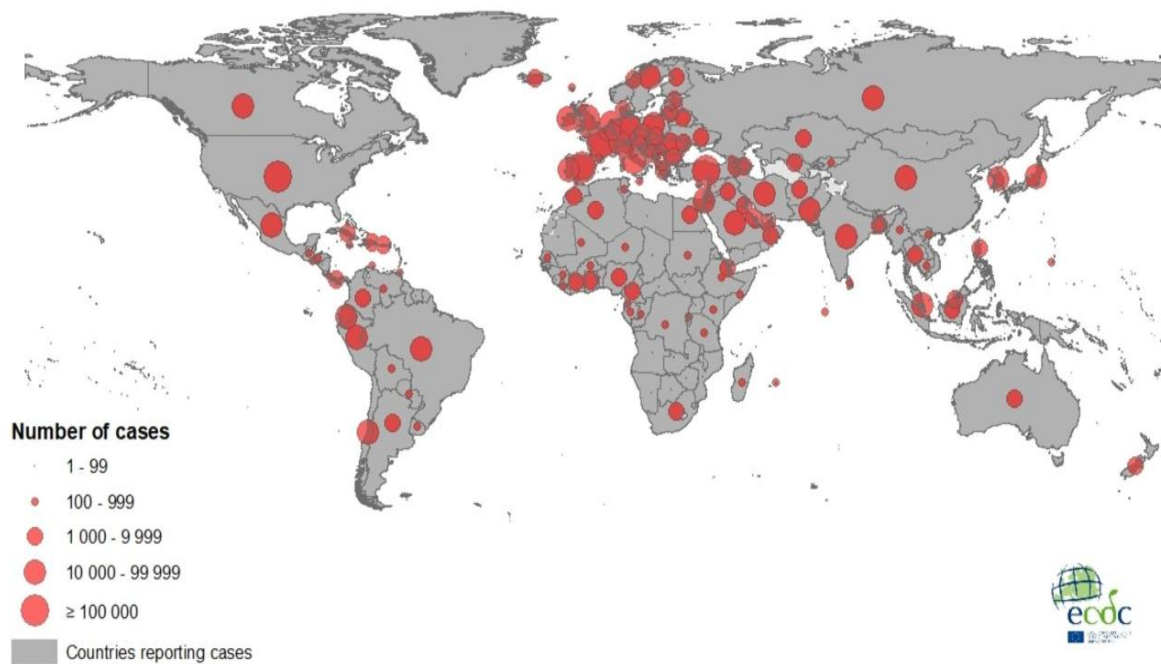 Number of cases
1 - 99
100 - 999
1 000 - 9 999
10 000 - 99 999
≥ 100 000
Countries reporting cases
ecdc